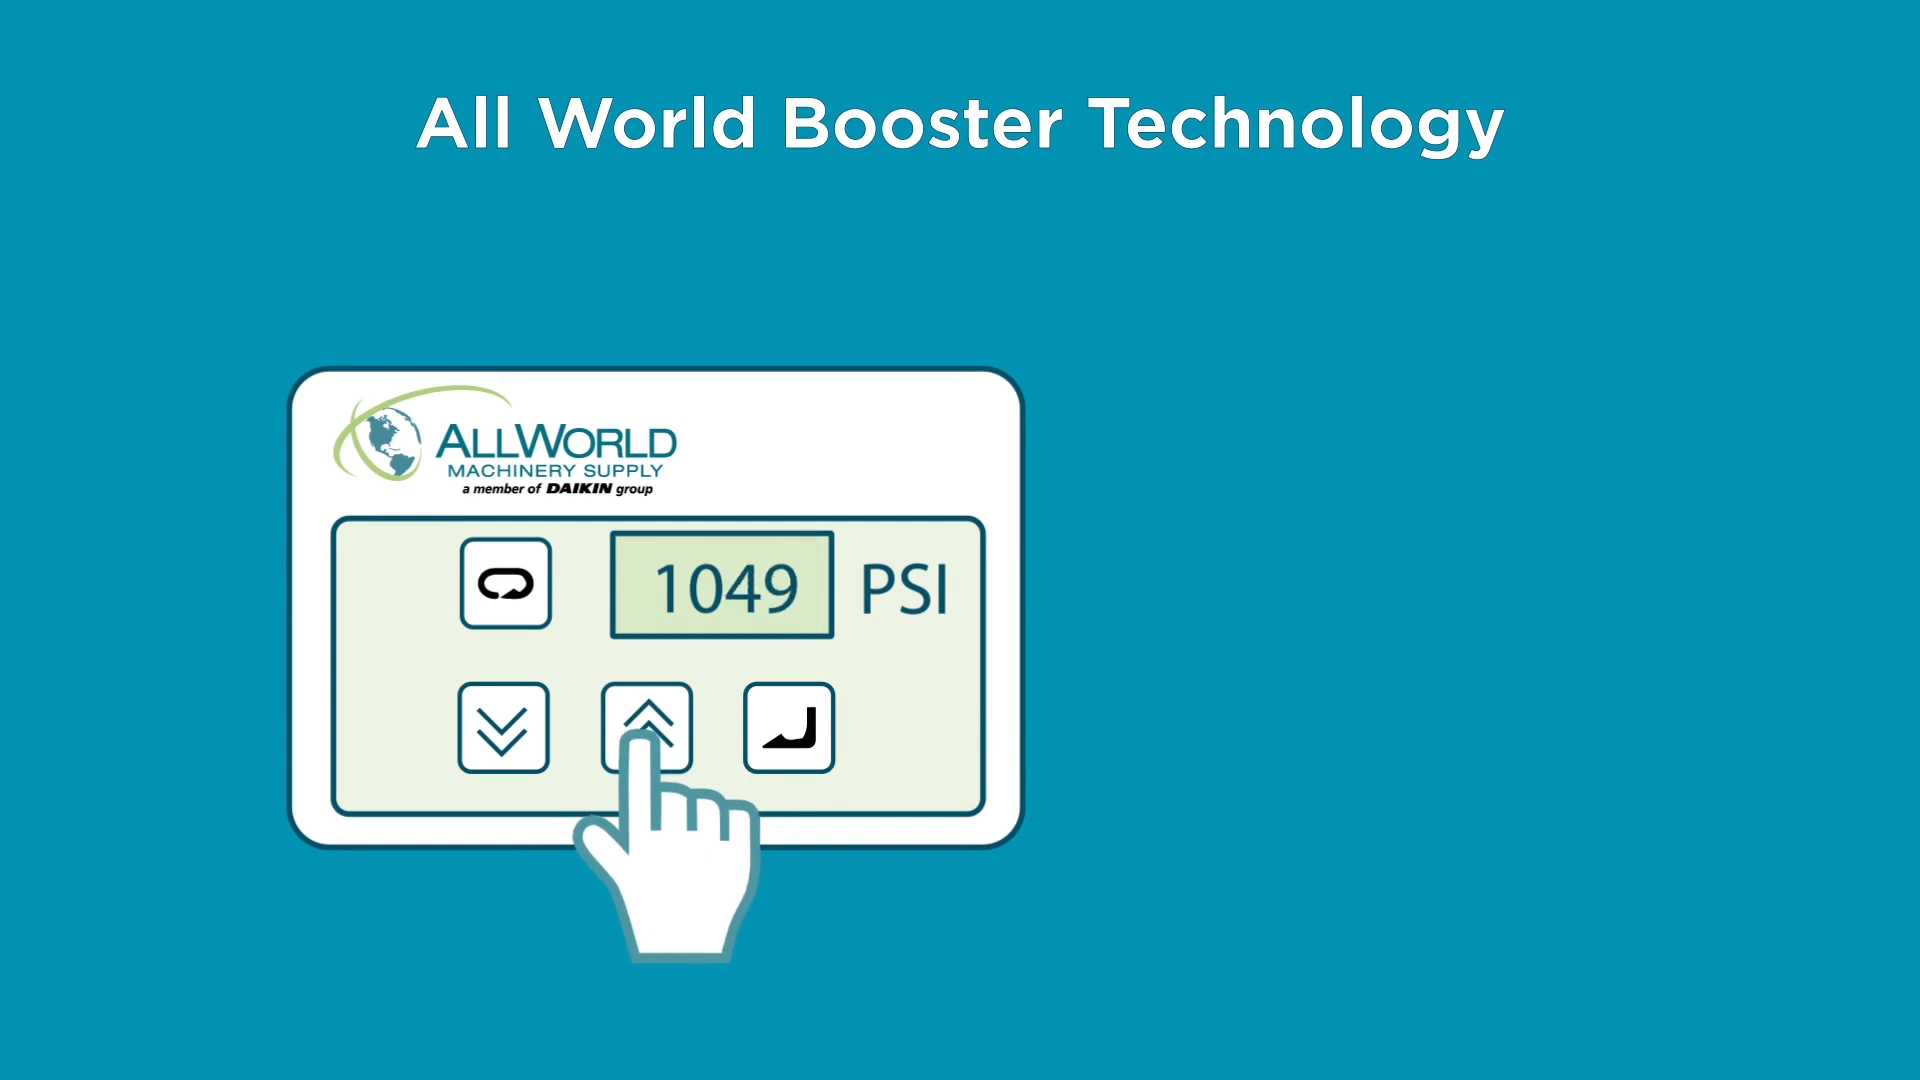 All World Booster Technology
ALLWORLD
MACHINERY SUPPLY
a member of DAIKIN group
1049 PSI